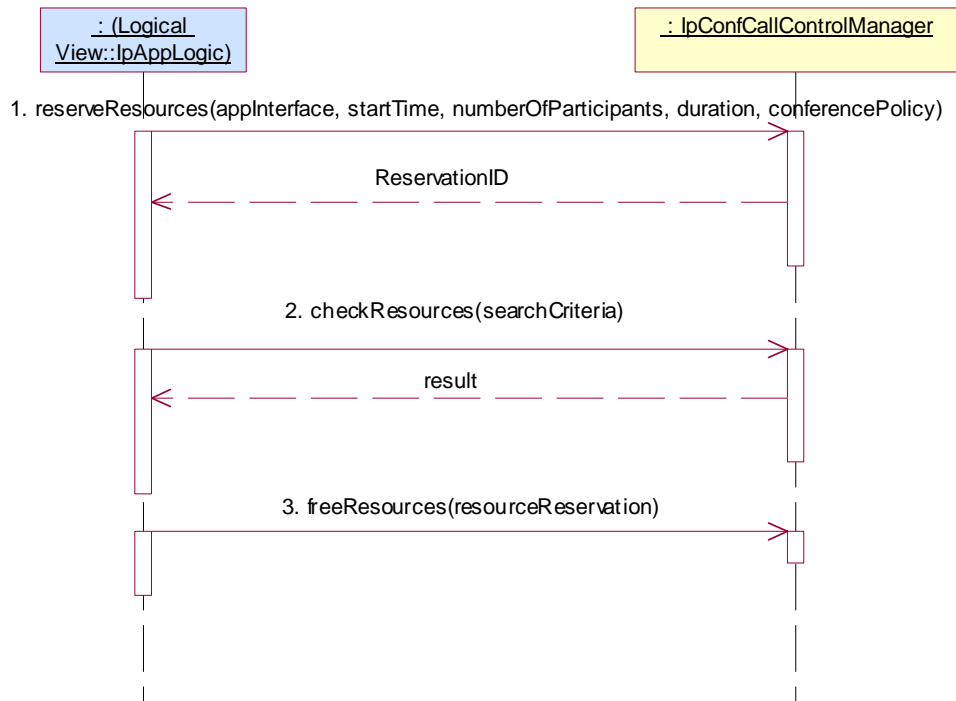 : (Logical
View::IpAppLogic)
: IpConfCallControlManager
1. reserveResources(appInterface, startTime, numberOfParticipants, duration, conferencePolicy)
ReservationID
2. checkResources(searchCriteria)
result
3. freeResources(resourceReservation)